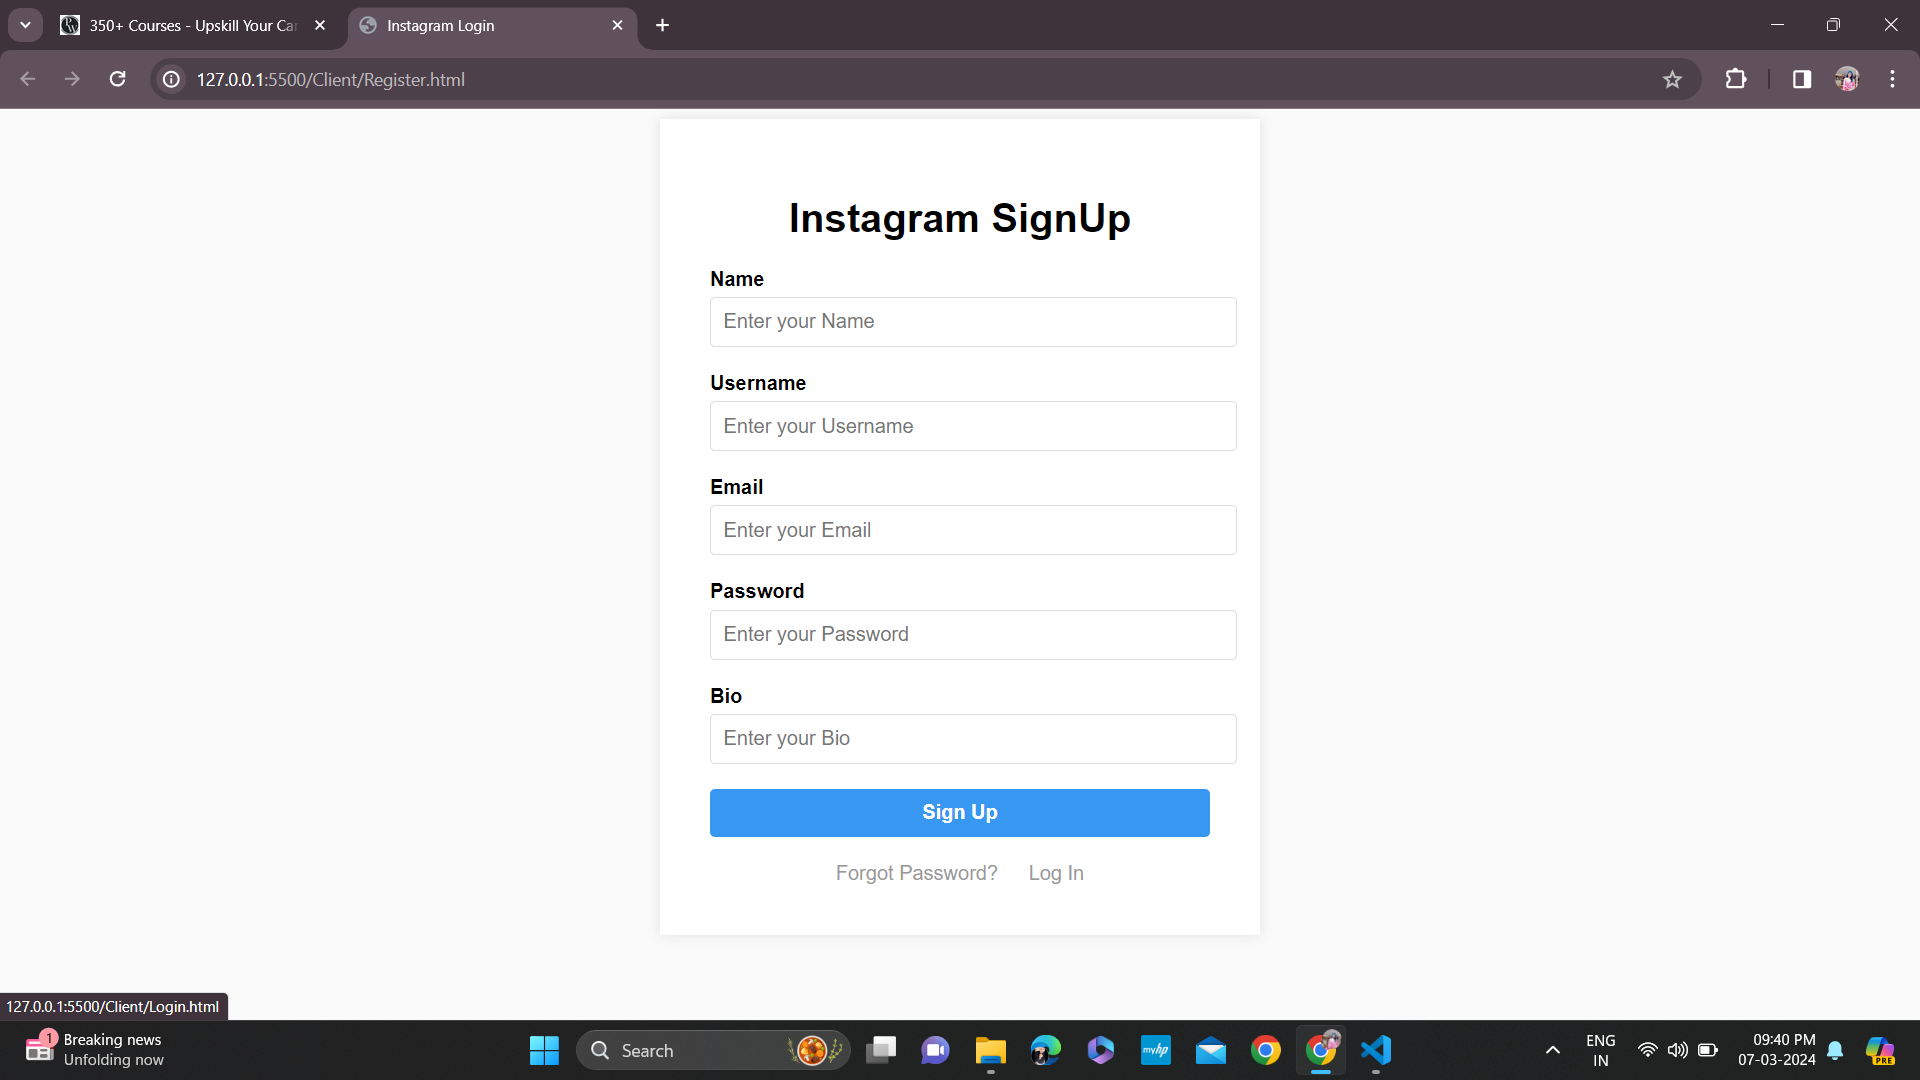 350+ Courses - Upskill Your Car
Instagram Login
127.0.0.1:5500/Client/Register.html
Instagram SignUp
Name
Enter your Name
Username
Enter your Username
Email
Enter your Email
Password
Enter your Password
Bio
Enter your Bio
Sign Up
Forgot Password? Log In
127.0.0.1:5500/Client/Login.html
1
Breaking news
Unfolding now
Search
myhp
ENG
IN
09:40 PM
07-03-2024
PRE